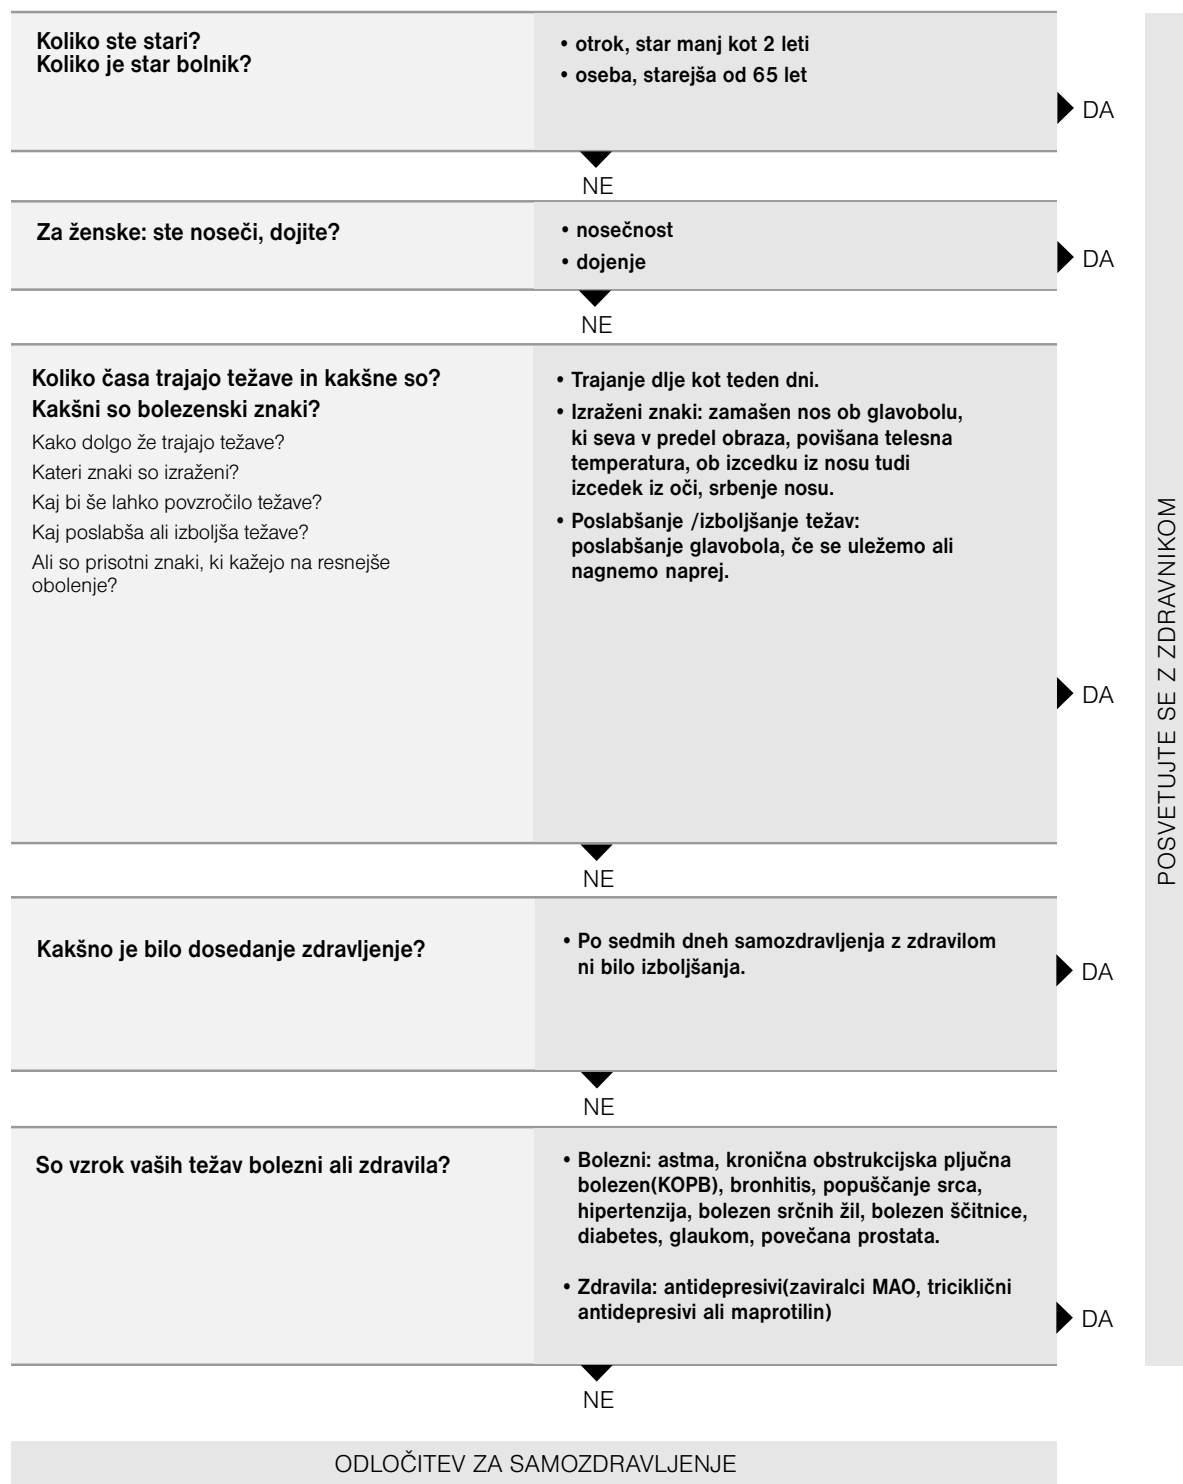 Koliko ste stari?
Koliko je star bolnik?
• otrok, star manj kot 2 leti
• oseba, starejša od 65 let
DA
NE
Za ženske: ste noseči, dojite?
• nosečnost
• dojenje
DA
NE
Koliko časa trajajo težave in kakšne so?
Kakšni so bolezenski znaki?
Kako dolgo že trajajo težave?
Kateri znaki so izraženi?
Kaj bi še lahko povzročilo težave?
Kaj poslabša ali izboljša težave?
Ali so prisotni znaki, ki kažejo na resnejše
obolenje?
• Trajanje dlje kot teden dni.
• Izraženi znaki: zamašen nos ob glavobolu,
ki seva v predel obraza, povišana telesna
temperatura, ob izcedku iz nosu tudi
izcedek iz oči, srbenje nosu.
• Poslabšanje /izboljšanje težav:
poslabšanje glavobola, če se uležemo ali
nagnemo naprej.
DA
NE
Kakšno je bilo dosedanje zdravljenje?
• Po sedmih dneh samozdravljenja z zdravilom
ni bilo izboljšanja.
DA
NE
So vzrok vaših težav bolezni ali zdravila?
• Bolezni: astma, kronična obstrukcijska pljučna
bolezen(KOPB), bronhitis, popuščanje srca,
hipertenzija, bolezen srčnih žil, bolezen ščitnice,
diabetes, glaukom, povečana prostata.
• Zdravila: antidepresivi(zaviralci MAO, triciklični
antidepresivi ali maprotilin)
DA
NE
ODLOČITEV ZA SAMOZDRAVLJENJE
POSVETUJTE SE Z ZDRAVNIKOM